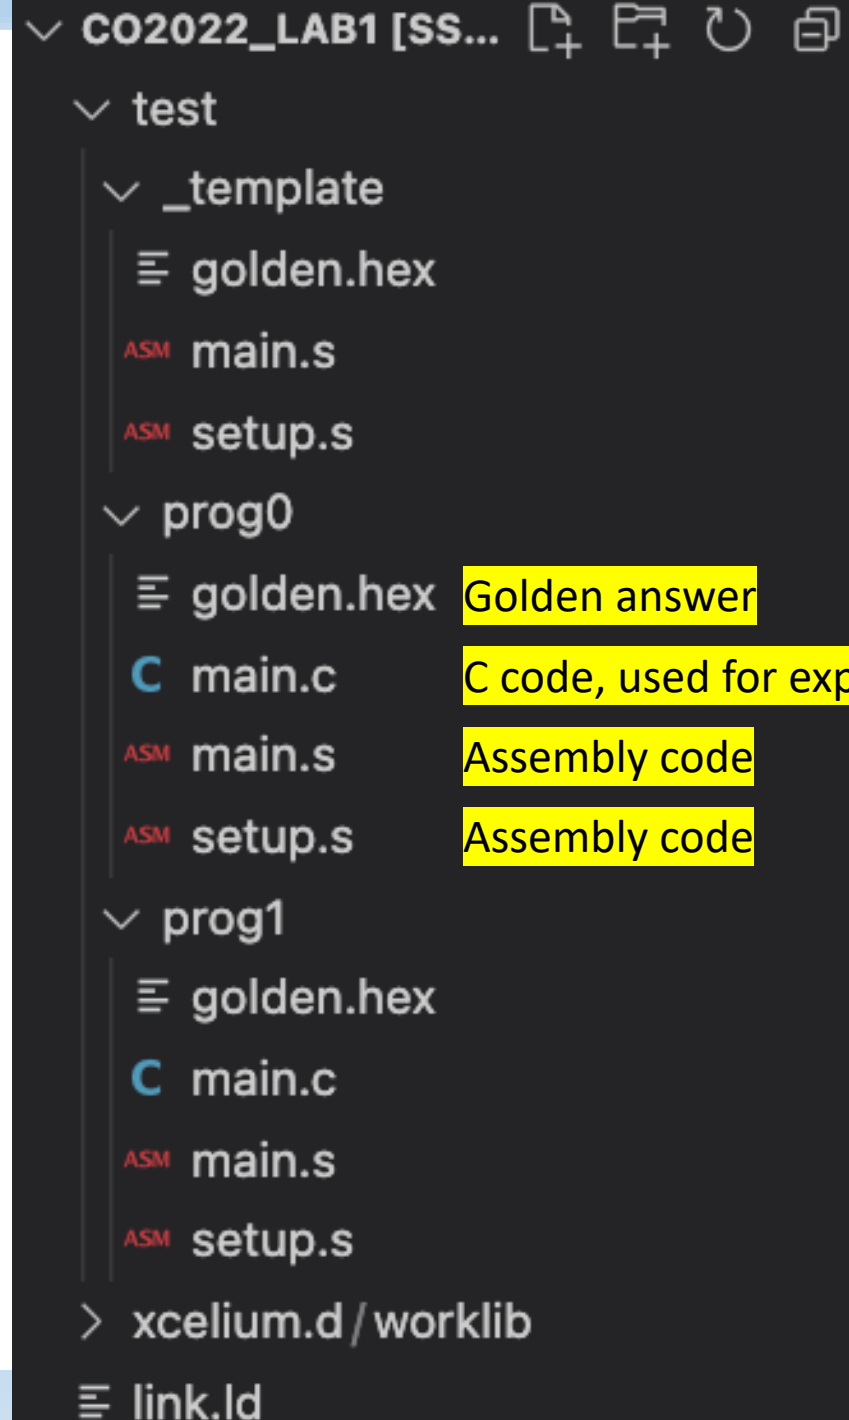 CO2022_LAB1 [SS...
test
_template
golden.hex
ASM main.s
ASM setup.s
prog0
golden.hex Golden answer
C main.c C code, used for exp
ASM main.s Assembly code
ASM setup.s Assembly code
prog1
golden.hex
C main.c
ASM main.s
ASM setup.s
xcelium.d/worklib
link.ld